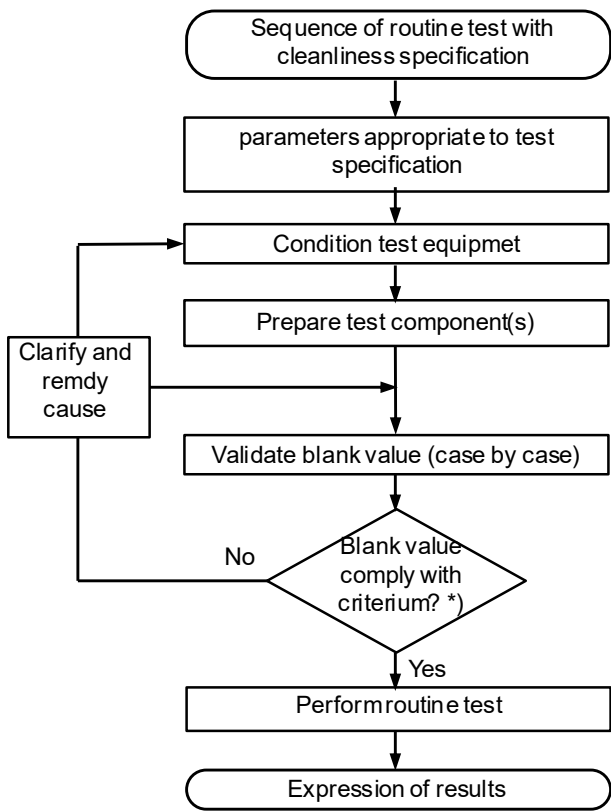 Sequence of routine test with
cleanliness specification
parameters appropriate to test
specification
Condition test equipmet
Prepare test component(s)
Clarify and
remdy
cause
Validate blank value (case by case)
No
Blank value
comply with
criterium? *)
Yes
Perform routine test
Expression of results